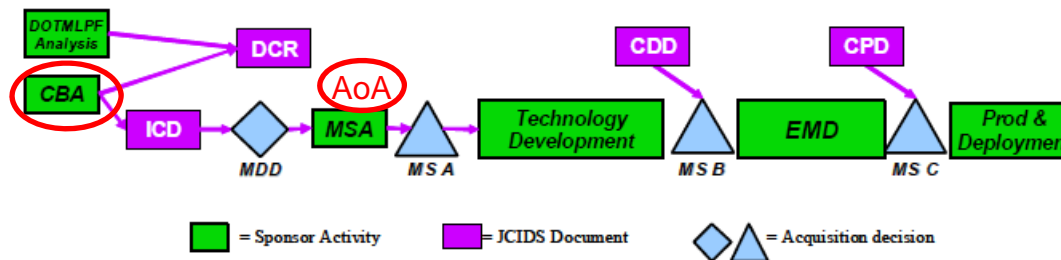 DOTMLPF
Analysis
DCR
CDD
CPD
CBA
AoA
ICD
MSA
Technology
Development
EMD
Prod &
Deploymen
MDD
MS A
MS B
MS C
= Sponsor Activity
= JCIDS Document
= Acquisition decision